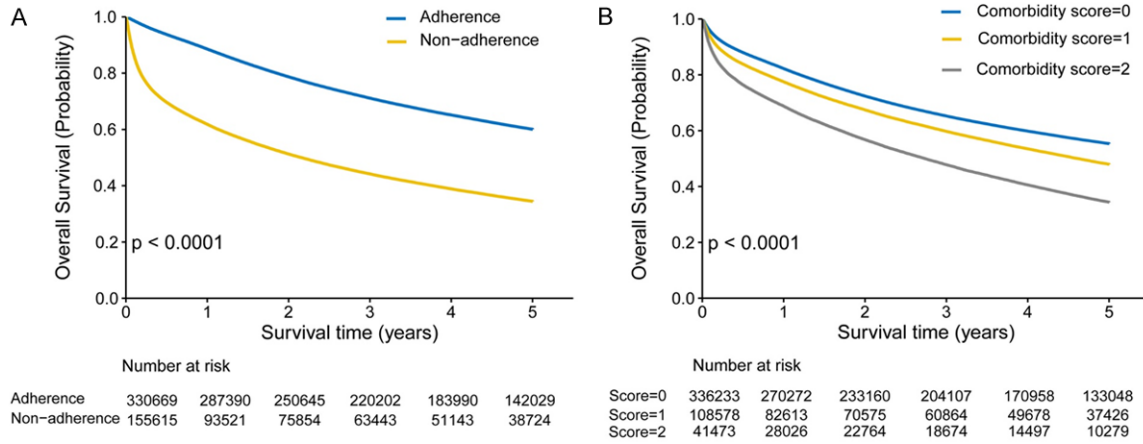 A
Adherence
Non-adherence
Overall Survival (Probability)
1.0
0.8
0.6
0.4
0.2
0.0
p < 0.0001
0 1 2 3 4 5
Survival time (years)
Number at risk
Adherence 330669 287390 250645 220202 183990 142029
Non-adherence 155615 93521 75854 63443 51143 38724
B
Comorbidity score=0
Comorbidity score=1
Comorbidity score=2
Overall Survival (Probability)
1.0
0.8
0.6
0.4
0.2
0.0
p < 0.0001
0 1 2 3 4 5
Survival time (years)
Number at risk
Score=0 336233 270272 233160 204107 170958 133048
Score=1 108578 82613 70575 60864 49678 37426
Score=2 41473 28026 22764 18674 14497 10279